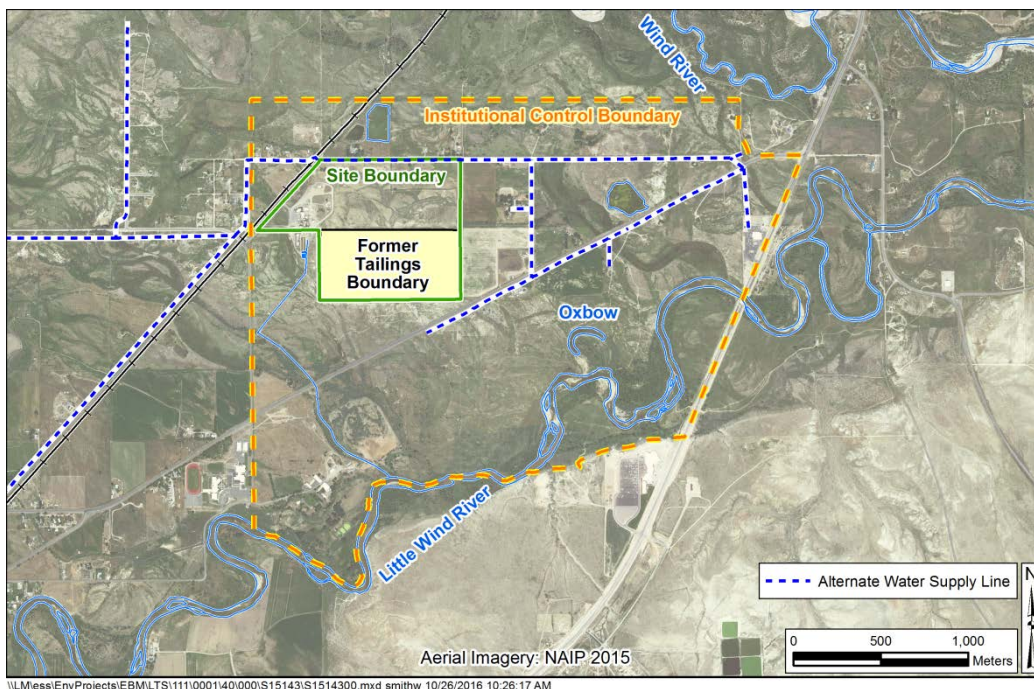 Wind River
Institutional Control Boundary
Site Boundary
Former
Tailings
Boundary
Oxbow
Little Wind River
Alternate Water Supply Line
N
0 500 1,000
Meters
Aerial Imagery: NAIP 2015
\\LM\ess\EnvProjects\EBM\LTS\111\0001\40\000\S15143\S1514300.mxd smithw 10/26/2016 10:26:17 AM